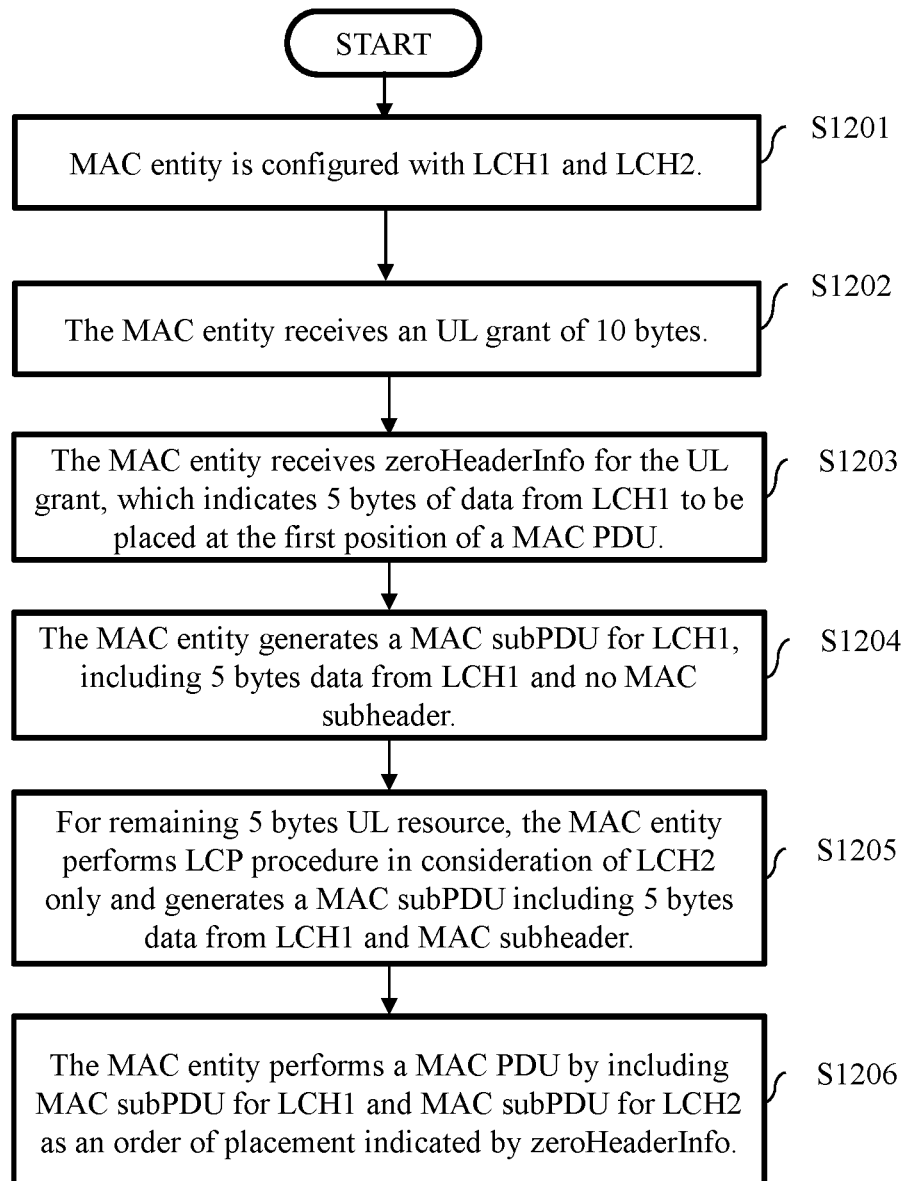 START
S1201
MAC entity is configured with LCH1 and LCH2.
S1202
The MAC entity receives an UL grant of 10 bytes.
S1203
The MAC entity receives zeroHeaderInfo for the UL
grant, which indicates 5 bytes of data from LCH1 to be
placed at the first position of a MAC PDU.
S1204
The MAC entity generates a MAC subPDU for LCH1,
including 5 bytes data from LCH1 and no MAC
subheader.
S1205
For remaining 5 bytes UL resource, the MAC entity
performs LCP procedure in consideration of LCH2
only and generates a MAC subPDU including 5 bytes
data from LCH1 and MAC subheader.
S1206
The MAC entity performs a MAC PDU by including
MAC subPDU for LCH1 and MAC subPDU for LCH2
as an order of placement indicated by zeroHeaderInfo.